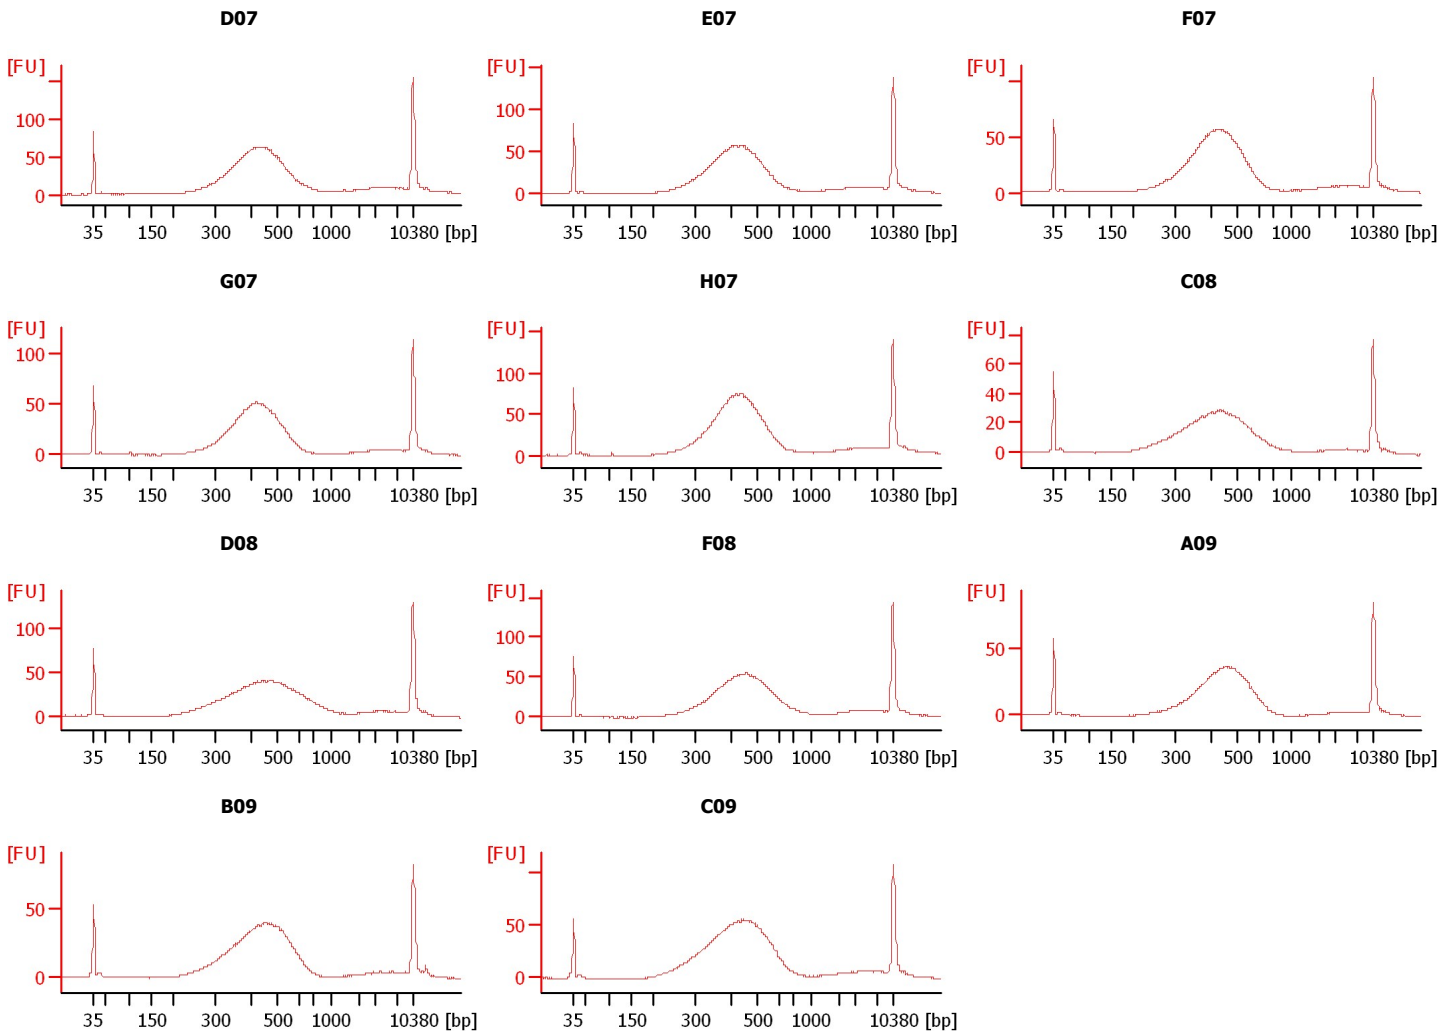 D07 E07 F07
[FU] [FU] [FU]
100 100
50 50 50
0 0 0
35 150 300 500 1000 10380 [bp] 35 150 300 500 1000 10380 [bp] 35 150 300 500 1000 10380 [bp]
G07 H07 C08
[FU] [FU] [FU]
100 100 60
50 50 40
20
0 0 0
35 150 300 500 1000 10380 [bp] 35 150 300 500 1000 10380 [bp] 35 150 300 500 1000 10380 [bp]
D08 F08 A09
[FU] [FU] [FU]
100 100
50 50 50
0 0 0
35 150 300 500 1000 10380 [bp] 35 150 300 500 1000 10380 [bp] 35 150 300 500 1000 10380 [bp]
B09 C09
[FU] [FU]
50 50
0 0
35 150 300 500 1000 10380 [bp] 35 150 300 500 1000 10380 [bp]